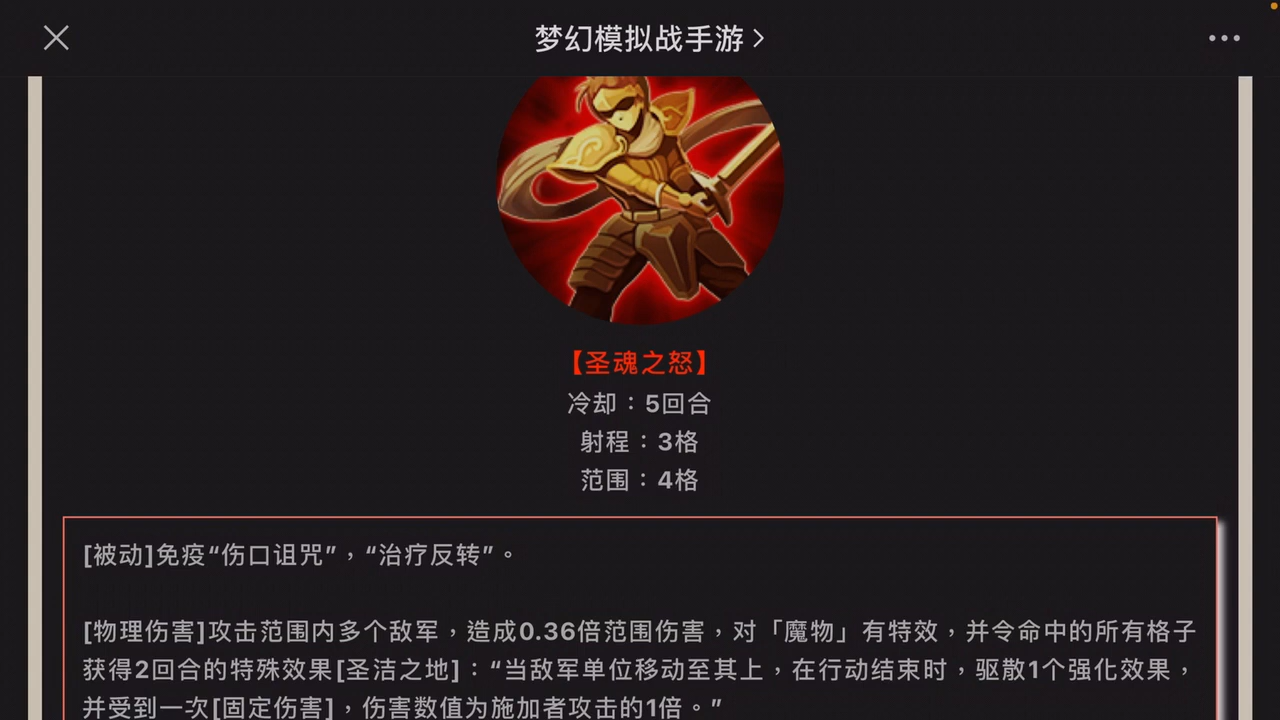 梦幻模拟战手游
【圣魂之怒】
冷却：5回合
射程：3格
范围：4格
[被动]免疫“伤口诅咒”，“治疗反转”。
[物理伤害]攻击范围内多个敌军，造成0.36倍范围伤害，对「魔物」有特效，并令命中的所有格子
获得2回合的特殊效果[圣洁之地]：“当敌军单位移动至其上，在行动结束时，驱散1个强化效果，
并受到一次[固定伤害]，伤害数值为施加者攻击的1倍。”